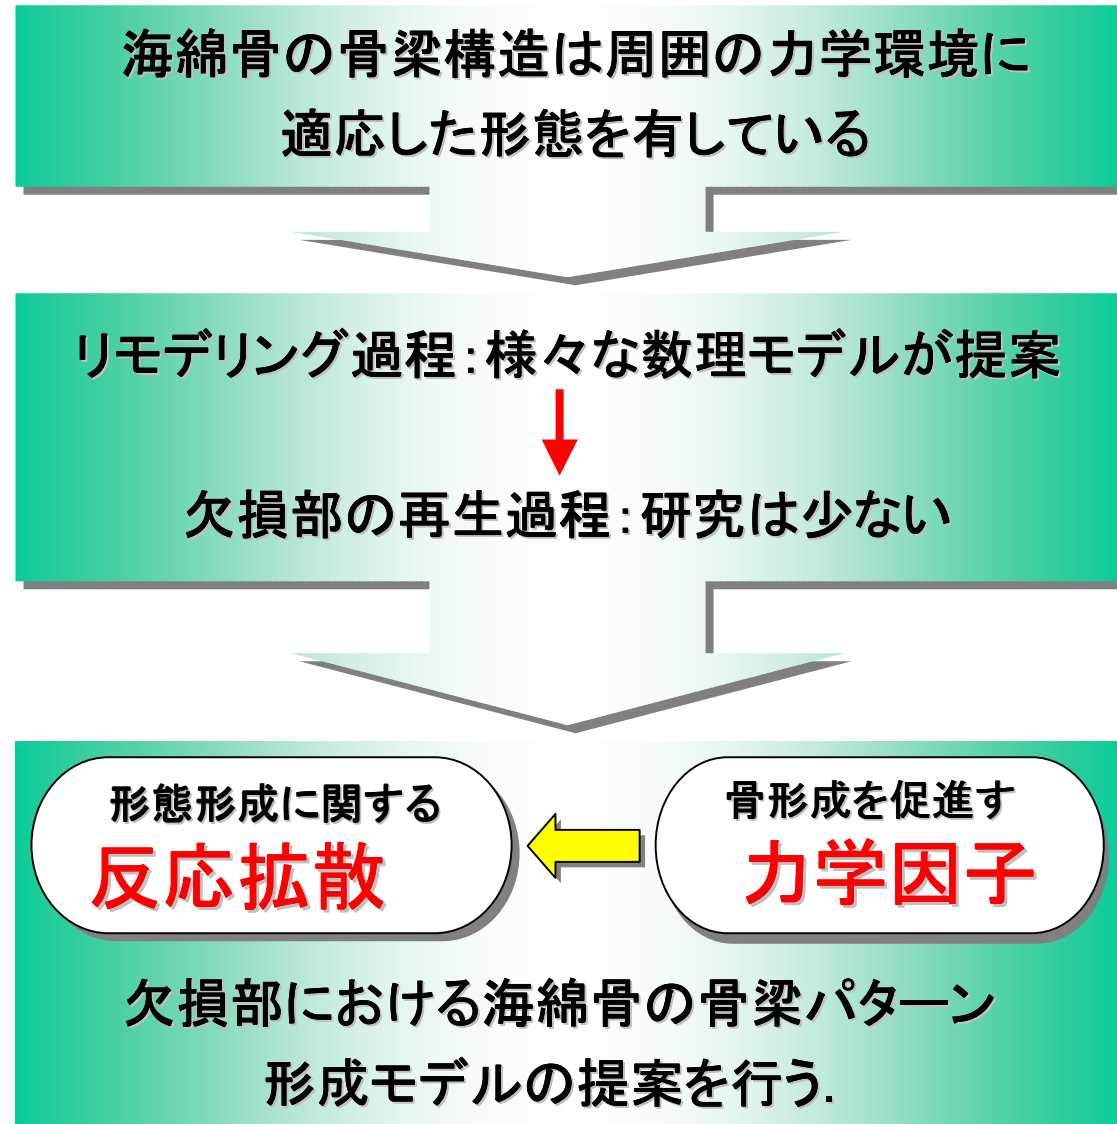 海綿骨の骨梁構造は周囲の力学環境に
適応した形態を有している
リモデリング過程：様々な数理モデルが提案
欠損部の再生過程：研究は少ない
形態形成に関する
反応拡散
骨形成を促進す
力学因子
欠損部における海綿骨の骨梁パターン
形成モデルの提案を行う.